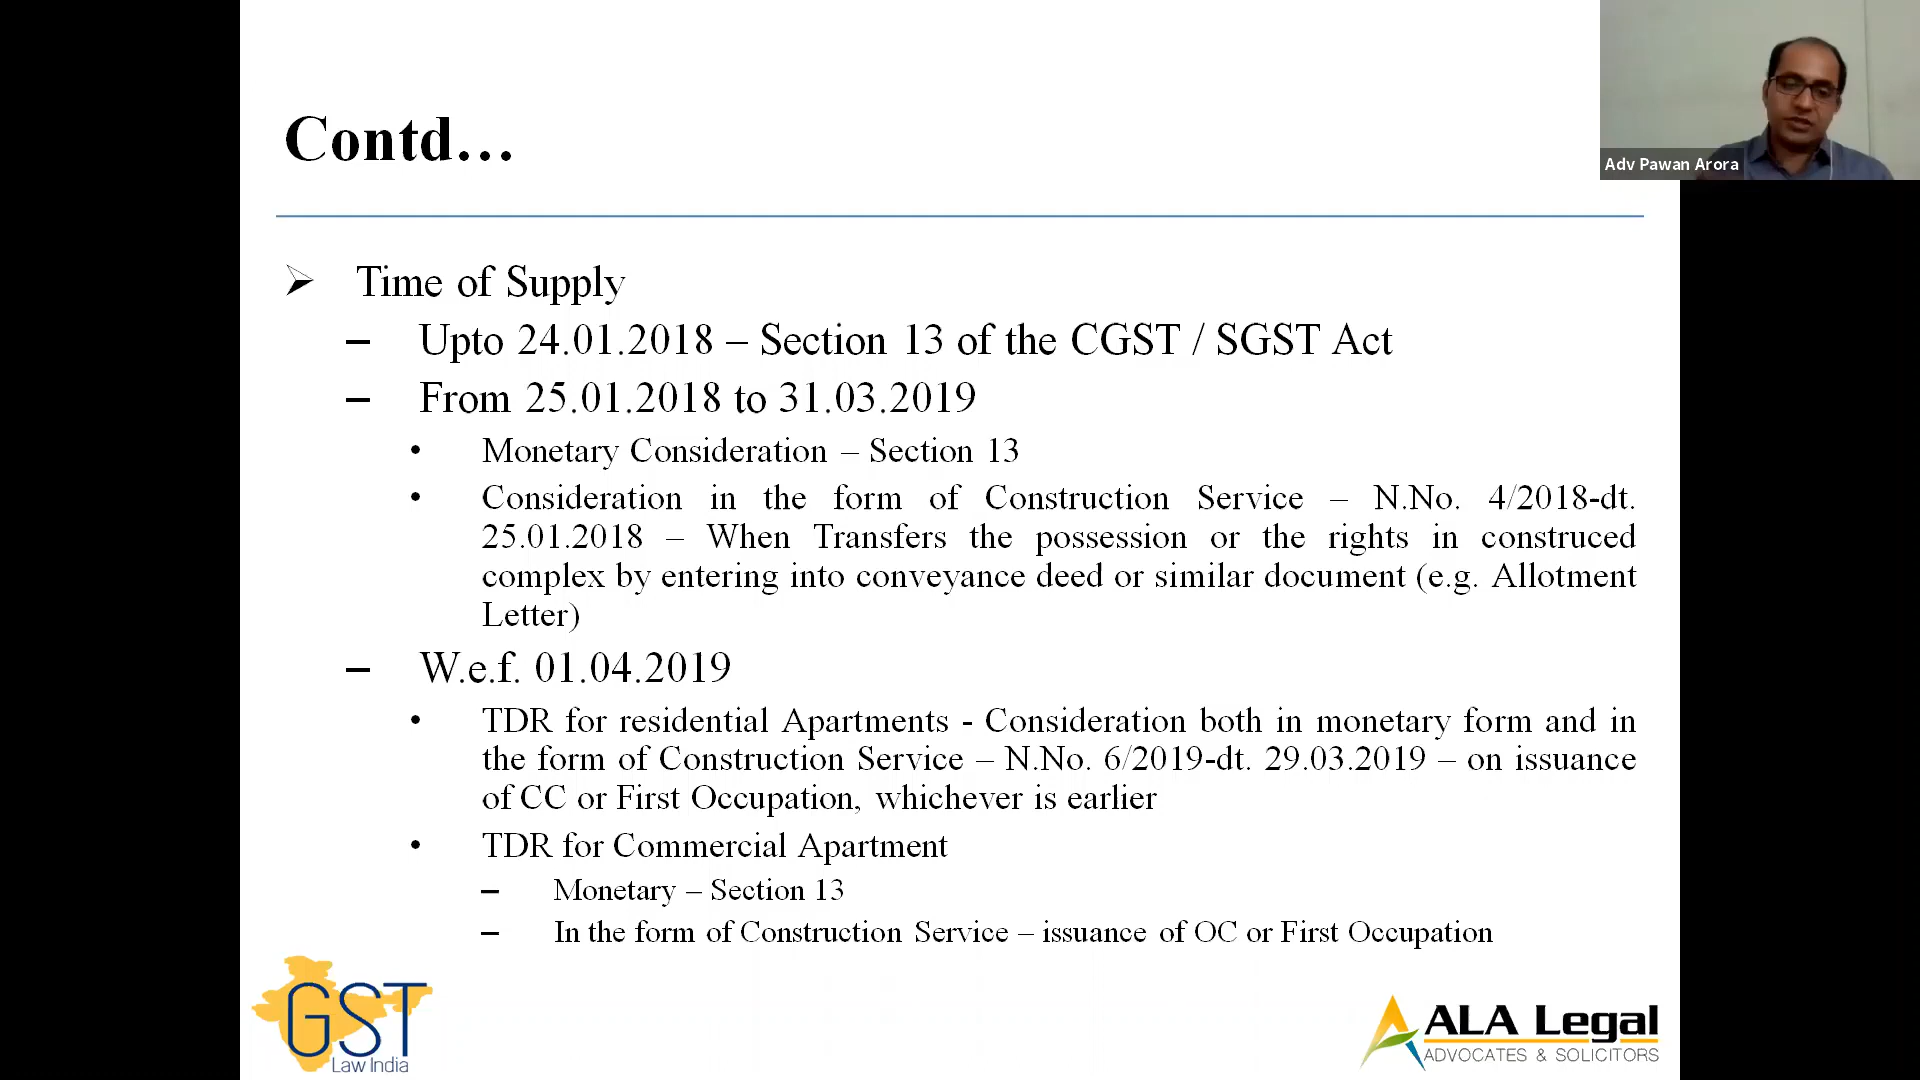 Contd…
Adv Pawan Arora
➢ Time of Supply
– Upto 24.01.2018 – Section 13 of the CGST / SGST Act
– From 25.01.2018 to 31.03.2019
• Monetary Consideration – Section 13
• Consideration in the form of Construction Service – N.No. 4/2018-dt.
25.01.2018 – When Transfers the possession or the rights in construced
complex by entering into conveyance deed or similar document (e.g. Allotment
Letter)
– W.e.f. 01.04.2019
• TDR for residential Apartments - Consideration both in monetary form and in
the form of Construction Service – N.No. 6/2019-dt. 29.03.2019 – on issuance
of CC or First Occupation, whichever is earlier
• TDR for Commercial Apartment
– Monetary – Section 13
– In the form of Construction Service – issuance of OC or First Occupation
GST
Law India
ALA Legal
ADVOCATES & SOLICITORS